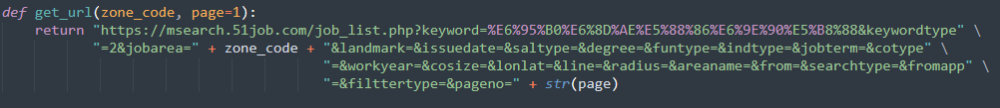 def get_url(zone_code, page=1):
return "https://msearch.51job.com/job_list.php?keyword=%E6%95%B0%E6%8D%AE%E5%88%86%E6%9E%90%E5%B8%88&keywordtype" \
"=2&jobarea=" + zone_code + "&landmark=&issuedate=&saltype=&degree=&funtype=&indtype=&jobterm=&cotype" \
"=&workyear=&cosize=&lonlat=&line=&radius=&areaname=&from=&searchtype=&fromapp" \
"=&filttertype=&pageno=" + str(page)